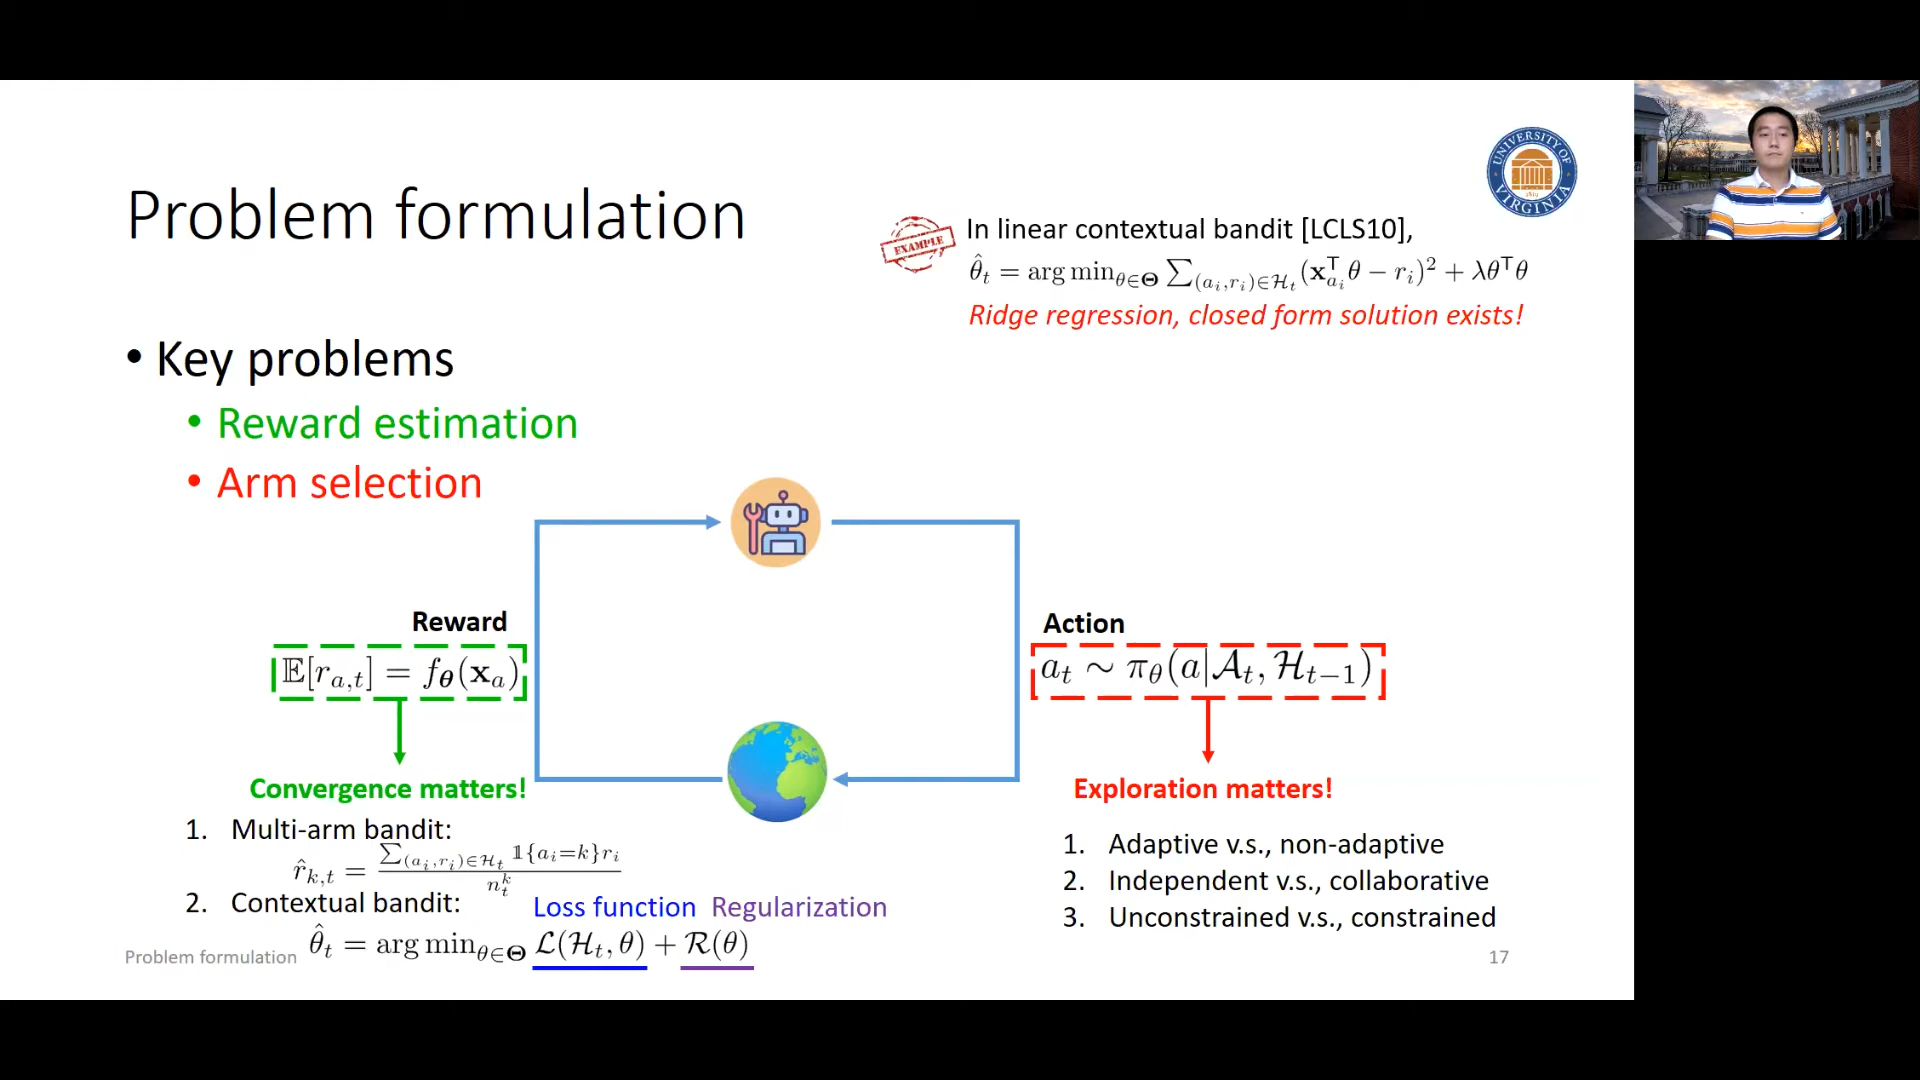 Problem formulation
UNIVERSITY OF VIRGINIA
1819
EXAMPLE
In linear contextual bandit [LCLS10],
θ̂_t = arg min_{θ∈Θ} ∑_{(a_i,r_i)∈ℋ_t} (𝐱_{a_i}^⊤ θ − r_i)² + λθ^⊤θ
Ridge regression, closed form solution exists!
• Key problems
• Reward estimation
• Arm selection
Reward
𝔼[r_{a,t}] = f_θ(𝐱_a)
Action
a_t ∼ π_θ(a|𝒜_t, ℋ_{t−1})
Convergence matters!
1. Multi-arm bandit:
r̂_{k,t} = ∑_{(a_i,r_i)∈ℋ_t} 𝟙{a_i=k}r_i / n_t^k
2. Contextual bandit:
Loss function Regularization
θ̂_t = arg min_{θ∈Θ} ℒ(ℋ_t, θ) + ℛ(θ)
Exploration matters!
1. Adaptive v.s., non-adaptive
2. Independent v.s., collaborative
3. Unconstrained v.s., constrained
Problem formulation
17